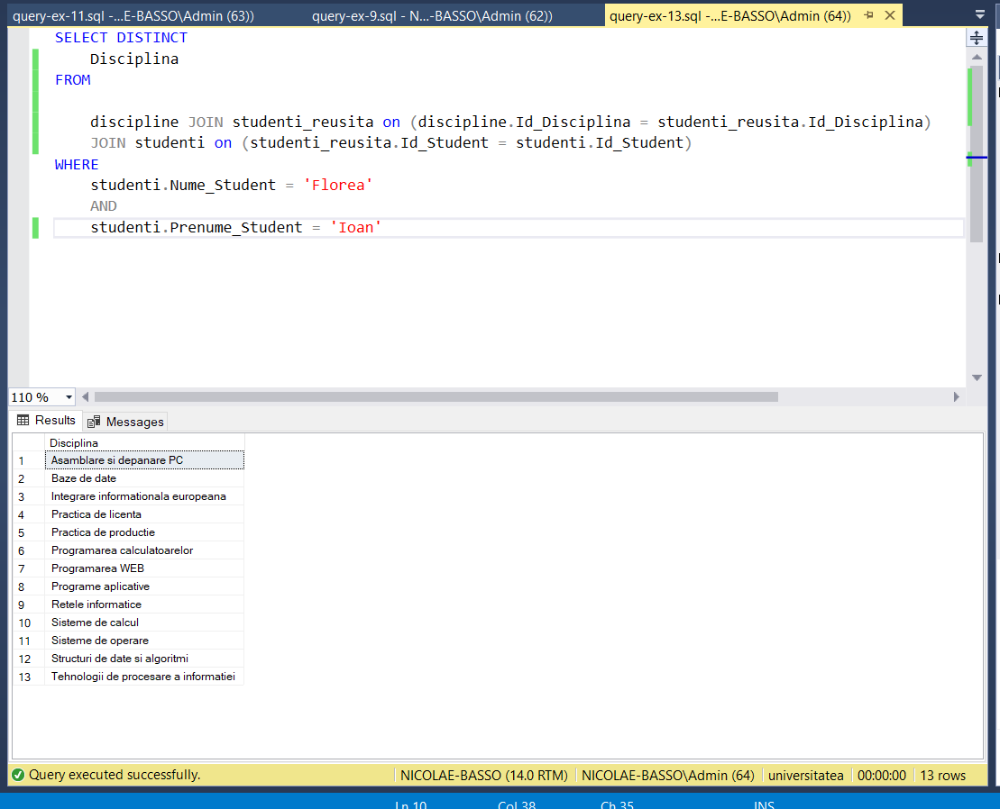 query-ex-11.sql -...E-BASSO\Admin (63)) query-ex-9.sql - N...-BASSO\Admin (62)) query-ex-13.sql -...E-BASSO\Admin (64))
SELECT DISTINCT
Disciplina
FROM
discipline JOIN studenti_reusita on (discipline.Id_Disciplina = studenti_reusita.Id_Disciplina)
JOIN studenti on (studenti_reusita.Id_Student = studenti.Id_Student)
WHERE
studenti.Nume_Student = 'Florea'
AND
studenti.Prenume_Student = 'Ioan'
110 %
Results Messages
Disciplina
1 Asamblare si depanare PC
2 Baze de date
3 Integrare informationala europeana
4 Practica de licenta
5 Practica de productie
6 Programarea calculatoarelor
7 Programarea WEB
8 Programe aplicative
9 Retele informatice
10 Sisteme de calcul
11 Sisteme de operare
12 Structuri de date si algoritmi
13 Tehnologii de procesare a informatiei
Query executed successfully. NICOLAE-BASSO (14.0 RTM) NICOLAE-BASSO\Admin (64) universitatea 00:00:00 13 rows
Ln 10 Col 38 Ch 35 INS